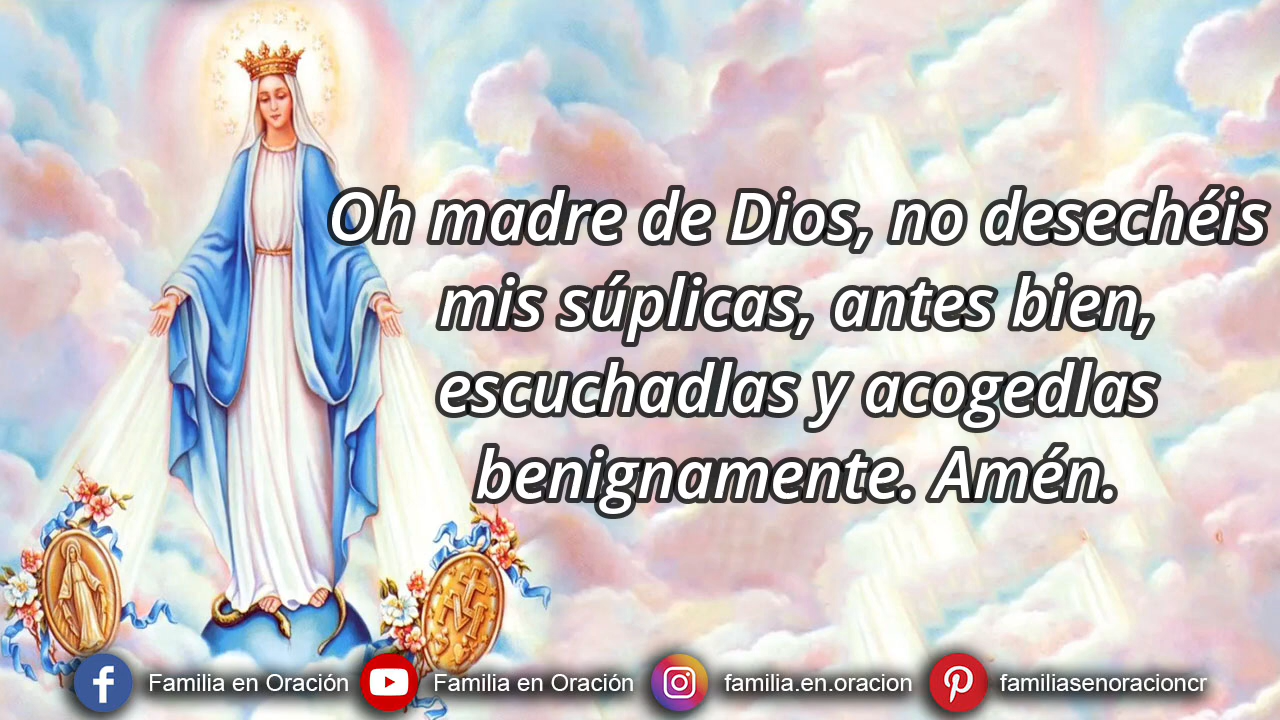 Oh madre de Dios, no desechéis
mis súplicas, antes bien,
escuchadlas y acogedlas
benignamente. Amén.
Familia en Oración
Familia en Oración
familia.en.oracion
familiasenoracioncr